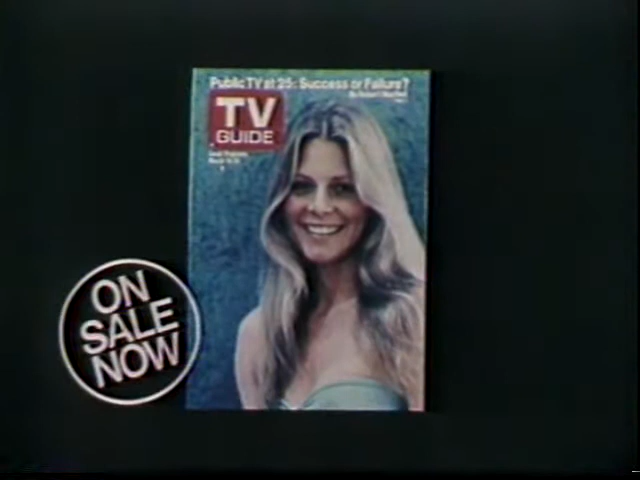 Public TV at 25: Success or Failure?
TV
GUIDE
ON
SALE
NOW